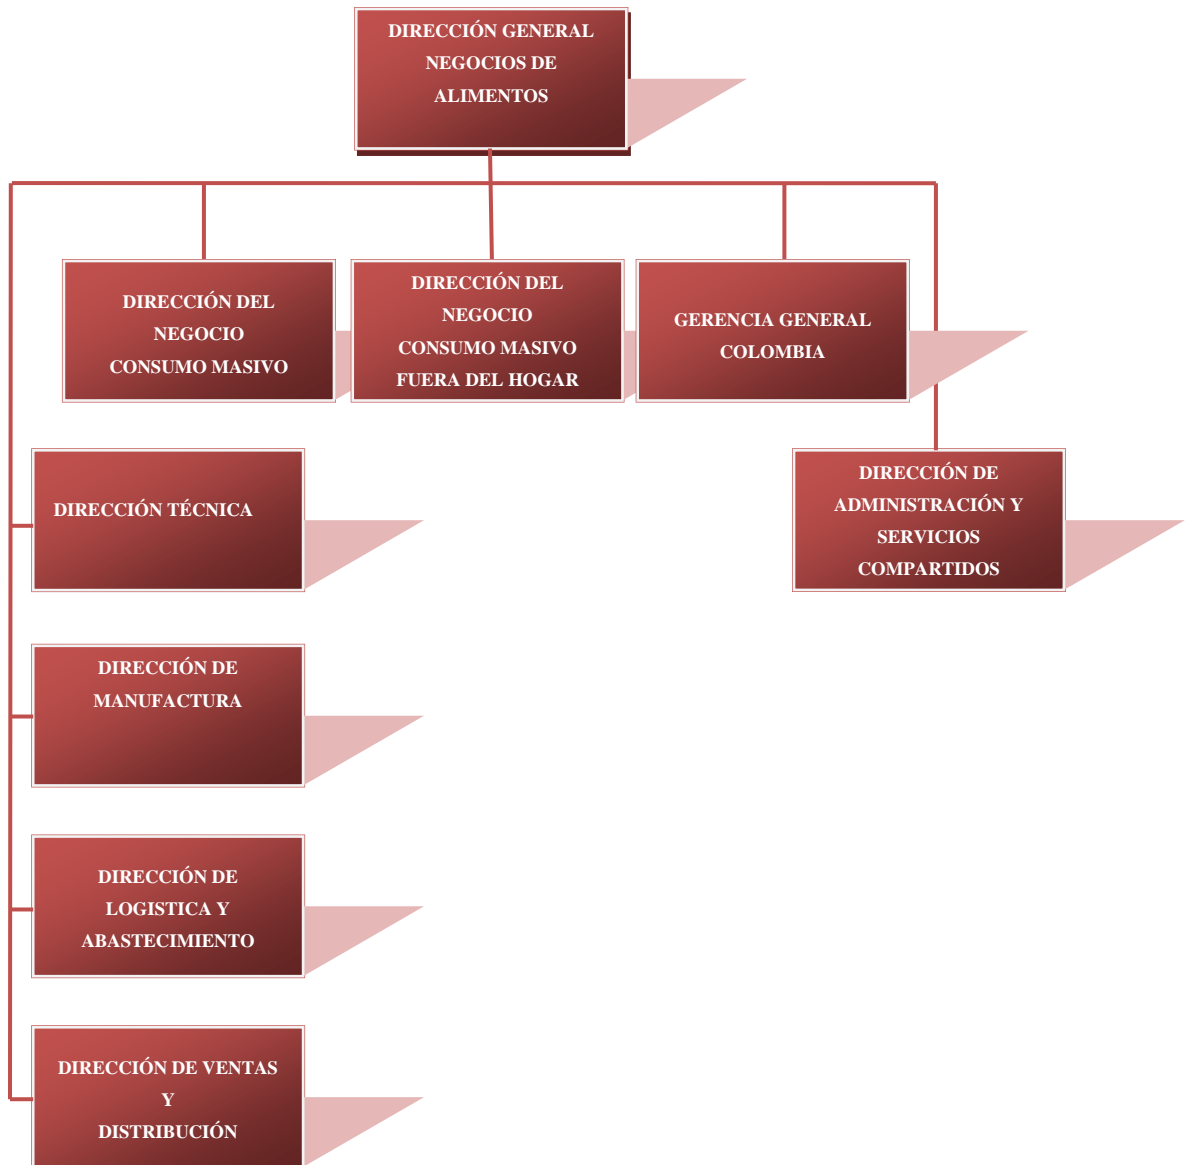 DIRECCIÓN GENERAL
NEGOCIOS DE
ALIMENTOS
DIRECCIÓN DEL
NEGOCIO
CONSUMO MASIVO
DIRECCIÓN DEL
NEGOCIO
CONSUMO MASIVO
FUERA DEL HOGAR
GERENCIA GENERAL
COLOMBIA
DIRECCIÓN TÉCNICA
DIRECCIÓN DE
ADMINISTRACIÓN Y
SERVICIOS
COMPARTIDOS
DIRECCIÓN DE
MANUFACTURA
DIRECCIÓN DE
LOGISTICA Y
ABASTECIMIENTO
DIRECCIÓN DE VENTAS
Y
DISTRIBUCIÓN